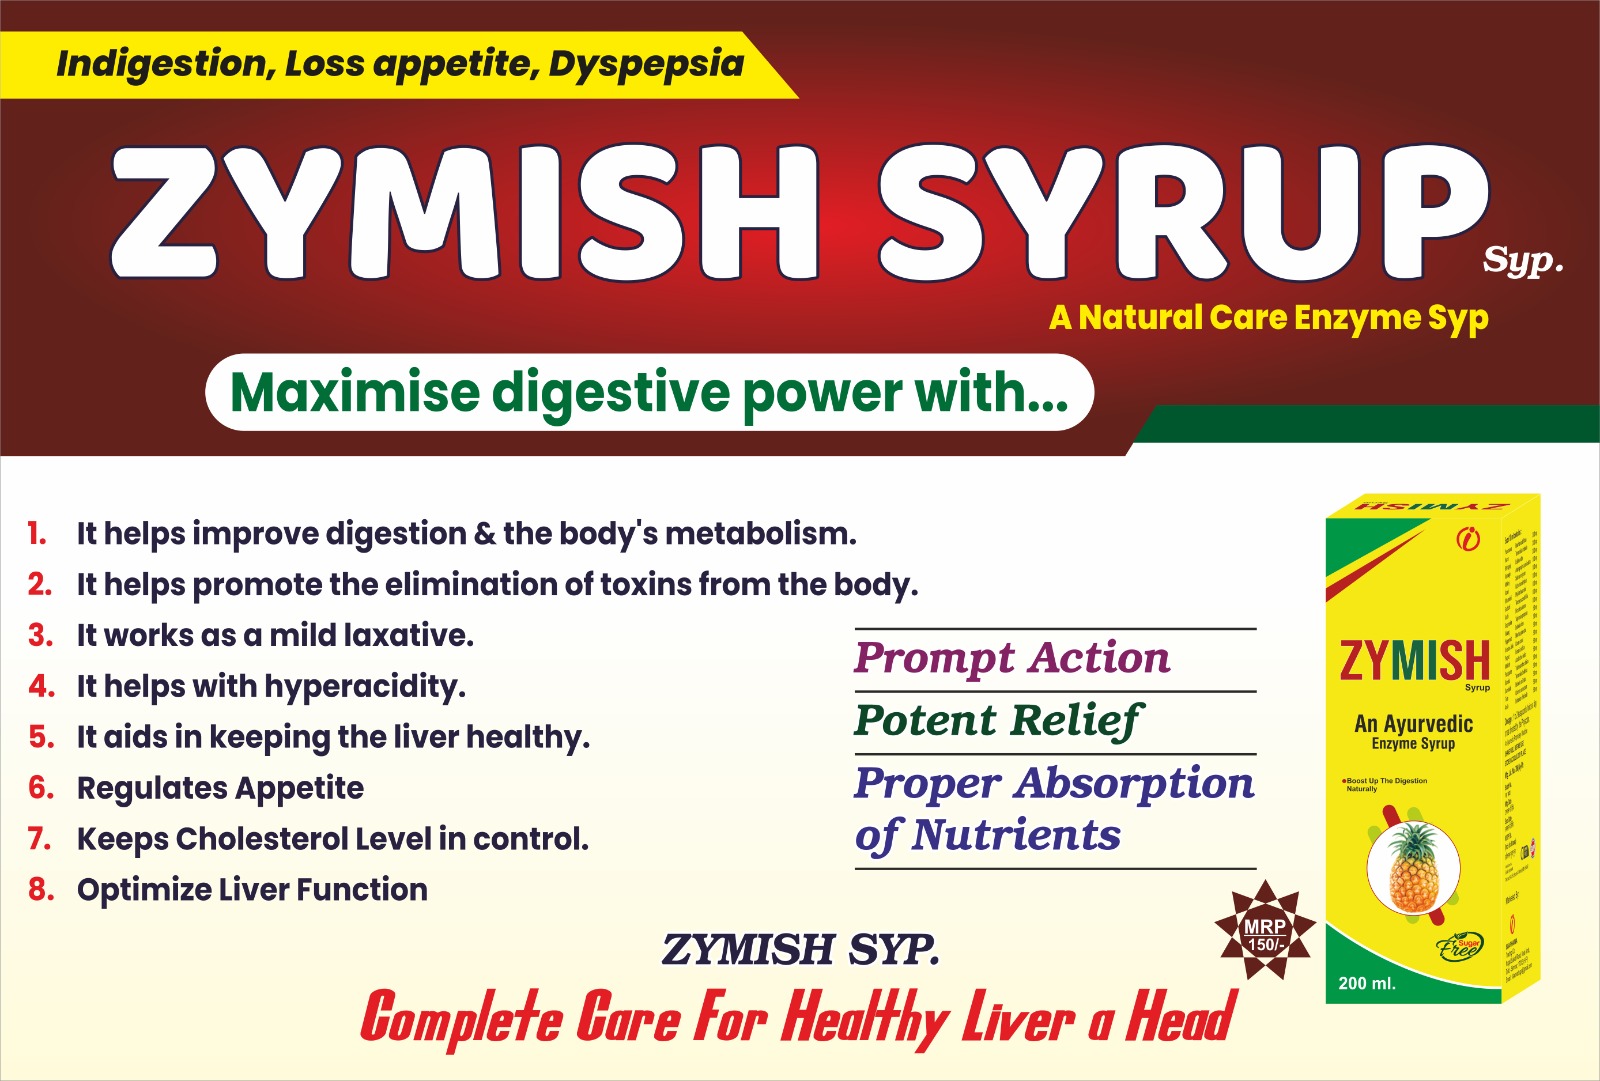 Indigestion, Loss appetite, Dyspepsia
ZYMISH SYRUP
Syp.
A Natural Care Enzyme Syp
Maximise digestive power with...
1. It helps improve digestion & the body's metabolism.
2. It helps promote the elimination of toxins from the body.
3. It works as a mild laxative.
4. It helps with hyperacidity.
5. It aids in keeping the liver healthy.
6. Regulates Appetite
7. Keeps Cholesterol Level in control.
8. Optimize Liver Function
Prompt Action
Potent Relief
Proper Absorption
of Nutrients
MRP
150/-
ZYMISH
ZYMISH
Syrup
An Ayurvedic
Enzyme Syrup
Boost Up The Digestion
Naturally
Sugar
Free
200 ml.
ZYMISH SYP.
Complete Care For Healthy Liver a Head